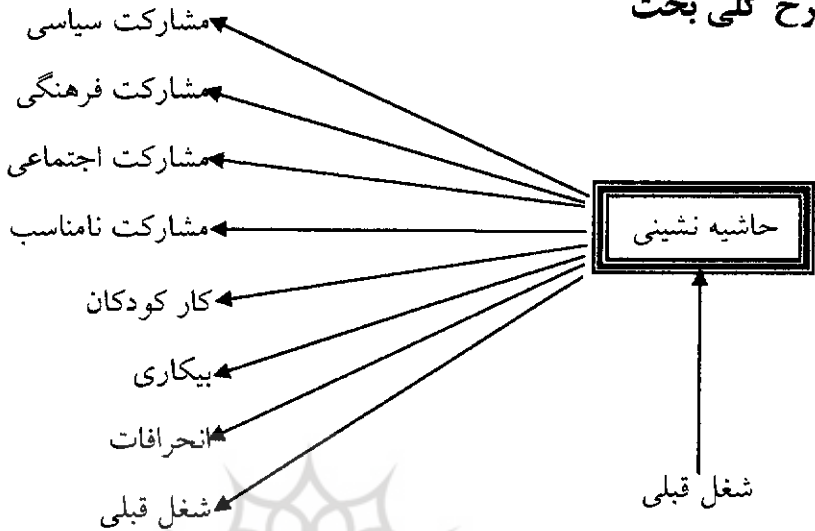 رح کلی بحث
مشارکت سیاسی
مشارکت فرهنگی
مشارکت اجتماعی
مشارکت نامناسب
کار کودکان
بیکاری
انحرافات
شغل قبلی
حاشیه نشینی
شغل قبلی